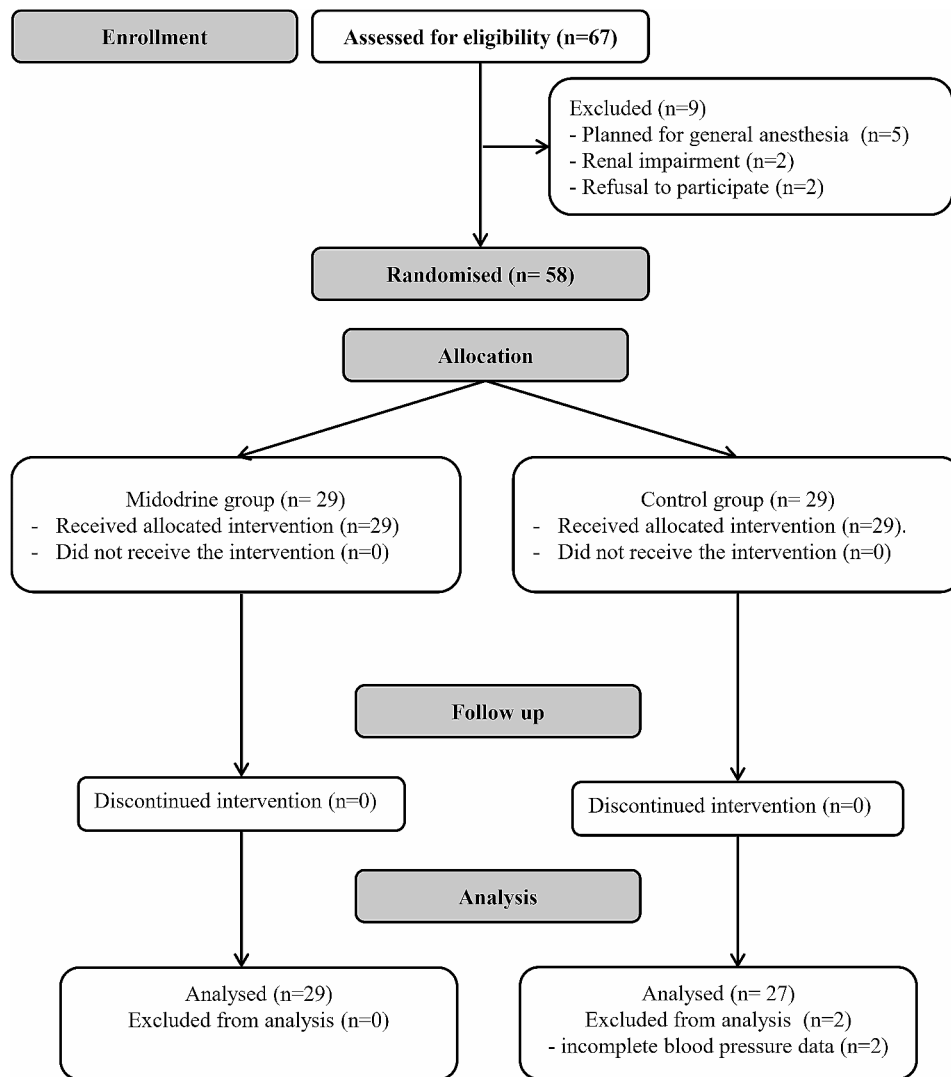 Enrollment
Assessed for eligibility (n=67)
Excluded (n=9)
- Planned for general anesthesia (n=5)
- Renal impairment (n=2)
- Refusal to participate (n=2)
Randomised (n= 58)
Allocation
Midodrine group (n= 29)
- Received allocated intervention (n=29)
- Did not receive the intervention (n=0)
Control group (n= 29)
- Received allocated intervention (n=29).
- Did not receive the intervention (n=0)
Follow up
Discontinued intervention (n=0)
Discontinued intervention (n=0)
Analysis
Analysed (n=29)
Excluded from analysis (n=0)
Analysed (n= 27)
Excluded from analysis (n=2)
- incomplete blood pressure data (n=2)